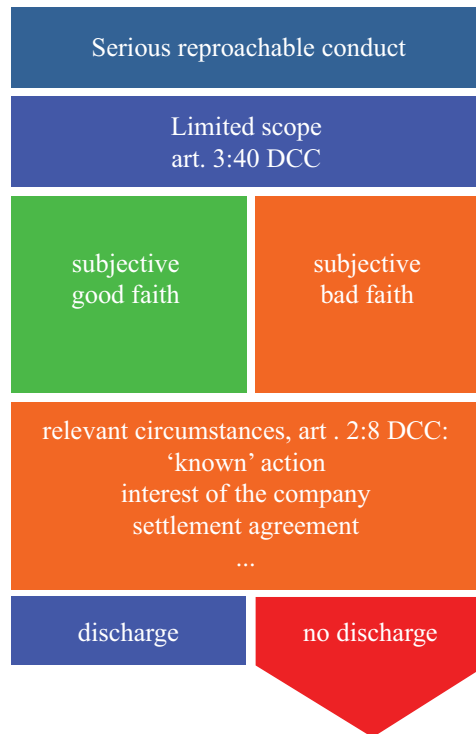 Serious reproachable conduct
Limited scope
art. 3:40 DCC
subjective
good faith
subjective
bad faith
relevant circumstances, art . 2:8 DCC:
‘known’ action
interest of the company
settlement agreement
...
discharge
no discharge